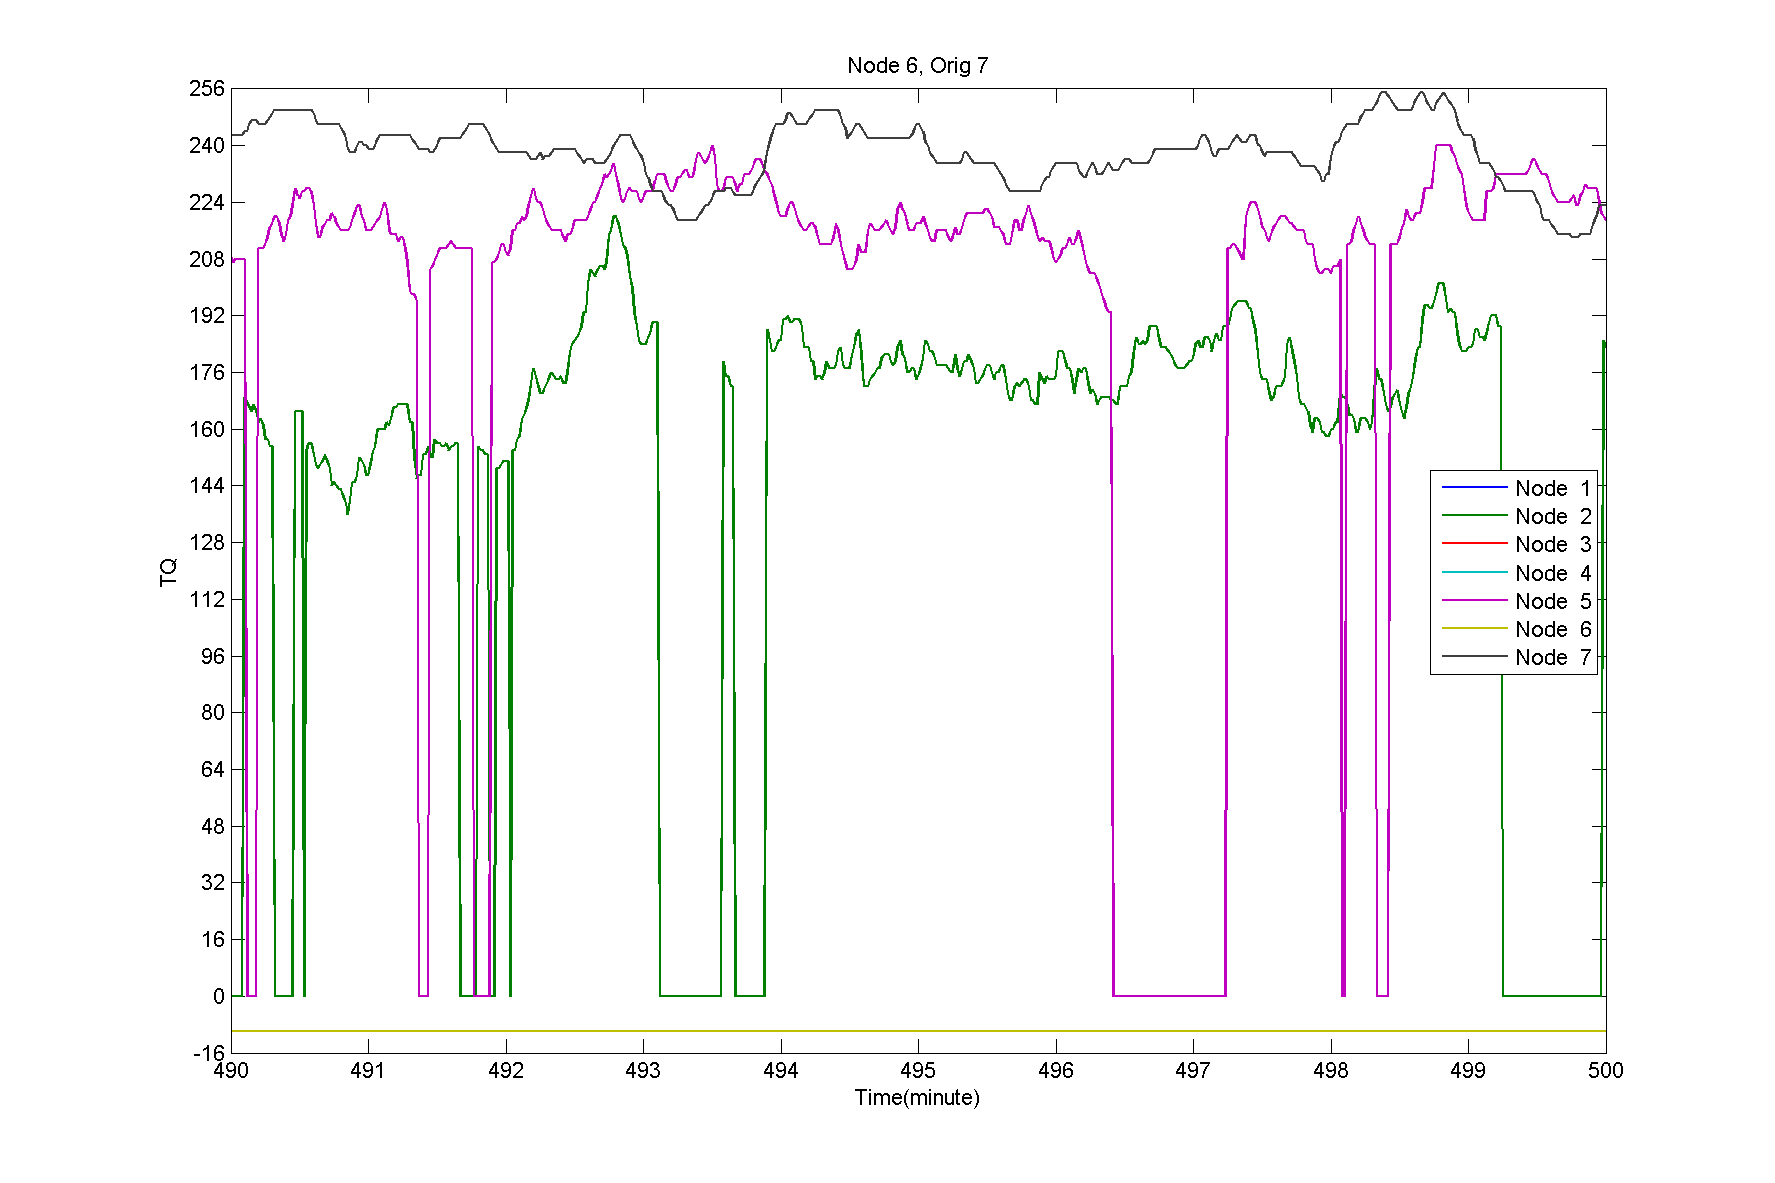 Node 6, Orig 7
256
240
224
208
192
176
160
144
128
112
96
80
64
48
32
16
0
-16
TQ
Node 1
Node 2
Node 3
Node 4
Node 5
Node 6
Node 7
490 491 492 493 494 495 496 497 498 499 500
Time(minute)